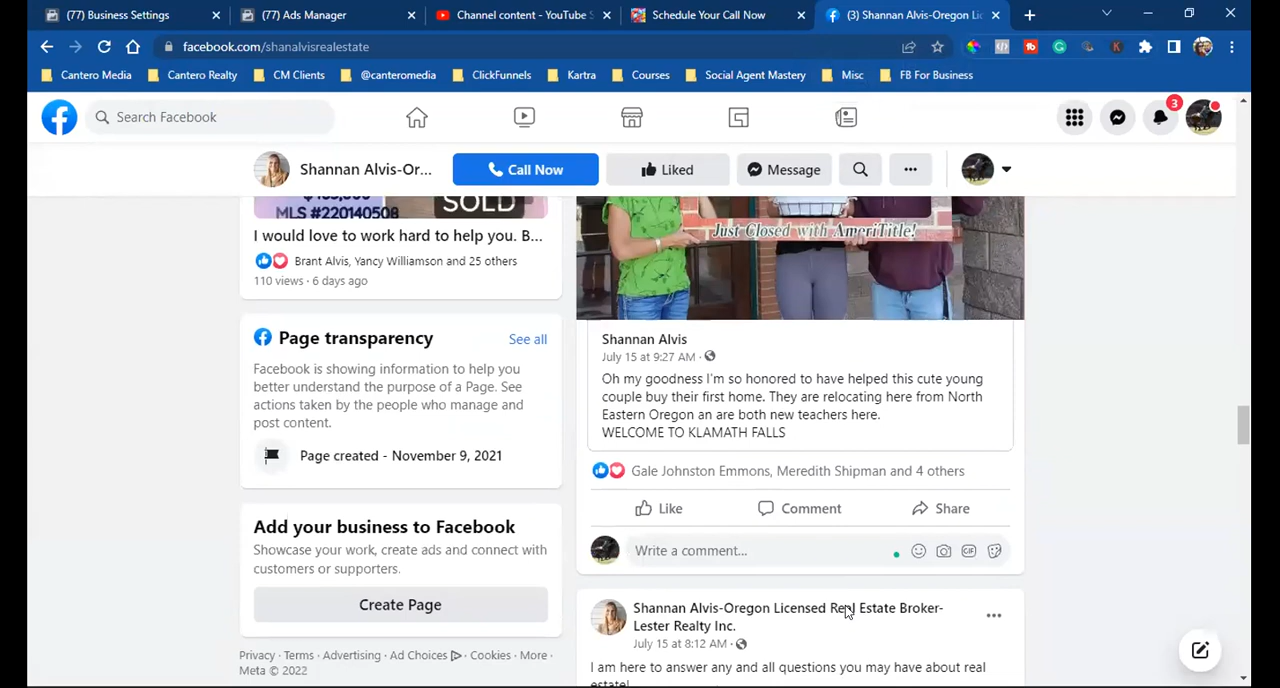 (77) Business Settings
(77) Ads Manager
Channel content - YouTube S
Schedule Your Call Now
(3) Shannan Alvis-Oregon Lic
facebook.com/shanalvisrealestate
Cantero Media
Cantero Realty
CM Clients
@canteromedia
ClickFunnels
Kartra
Courses
Social Agent Mastery
Misc
FB For Business
Search Facebook
3
Shannan Alvis-Or...
Call Now
Liked
Message
MLS #220140508
SOLD
I would love to work hard to help you. B...
Brant Alvis, Yancy Williamson and 25 others
110 views · 6 days ago
Page transparency
See all
Facebook is showing information to help you
better understand the purpose of a Page. See
actions taken by the people who manage and
post content.
Page created - November 9, 2021
Add your business to Facebook
Showcase your work, create ads and connect with
customers or supporters.
Create Page
Privacy · Terms · Advertising · Ad Choices · Cookies · More ·
Meta © 2022
Just Closed with AmeriTitle!
Shannan Alvis
July 15 at 9:27 AM ·
Oh my goodness I'm so honored to have helped this cute young
couple buy their first home. They are relocating here from North
Eastern Oregon an are both new teachers here.
WELCOME TO KLAMATH FALLS
Gale Johnston Emmons, Meredith Shipman and 4 others
Like
Comment
Share
Write a comment...
GIF
Shannan Alvis-Oregon Licensed Real Estate Broker-
Lester Realty Inc.
July 15 at 8:12 AM ·
I am here to answer any and all questions you may have about real
estate!